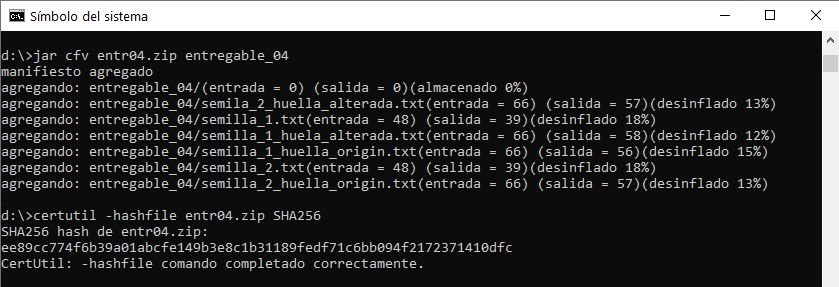 Símbolo del sistema
d:\>jar cfv entr04.zip entregable_04
manifiesto agregado
agregando: entregable_04/(entrada = 0) (salida = 0)(almacenado 0%)
agregando: entregable_04/semilla_2_huella_alterada.txt(entrada = 66) (salida = 57)(desinflado 13%)
agregando: entregable_04/semilla_1.txt(entrada = 48) (salida = 39)(desinflado 18%)
agregando: entregable_04/semilla_1_huella_alterada.txt(entrada = 66) (salida = 58)(desinflado 12%)
agregando: entregable_04/semilla_1_huella_origin.txt(entrada = 66) (salida = 56)(desinflado 15%)
agregando: entregable_04/semilla_2.txt(entrada = 48) (salida = 39)(desinflado 18%)
agregando: entregable_04/semilla_2_huella_origin.txt(entrada = 66) (salida = 57)(desinflado 13%)
d:\>certutil -hashfile entr04.zip SHA256
SHA256 hash de entr04.zip:
ee89cc774f6b39a01abcfe149b3e8c1b31189fedf71c6bb094f2172371410dfc
CertUtil: -hashfile comando completado correctamente.